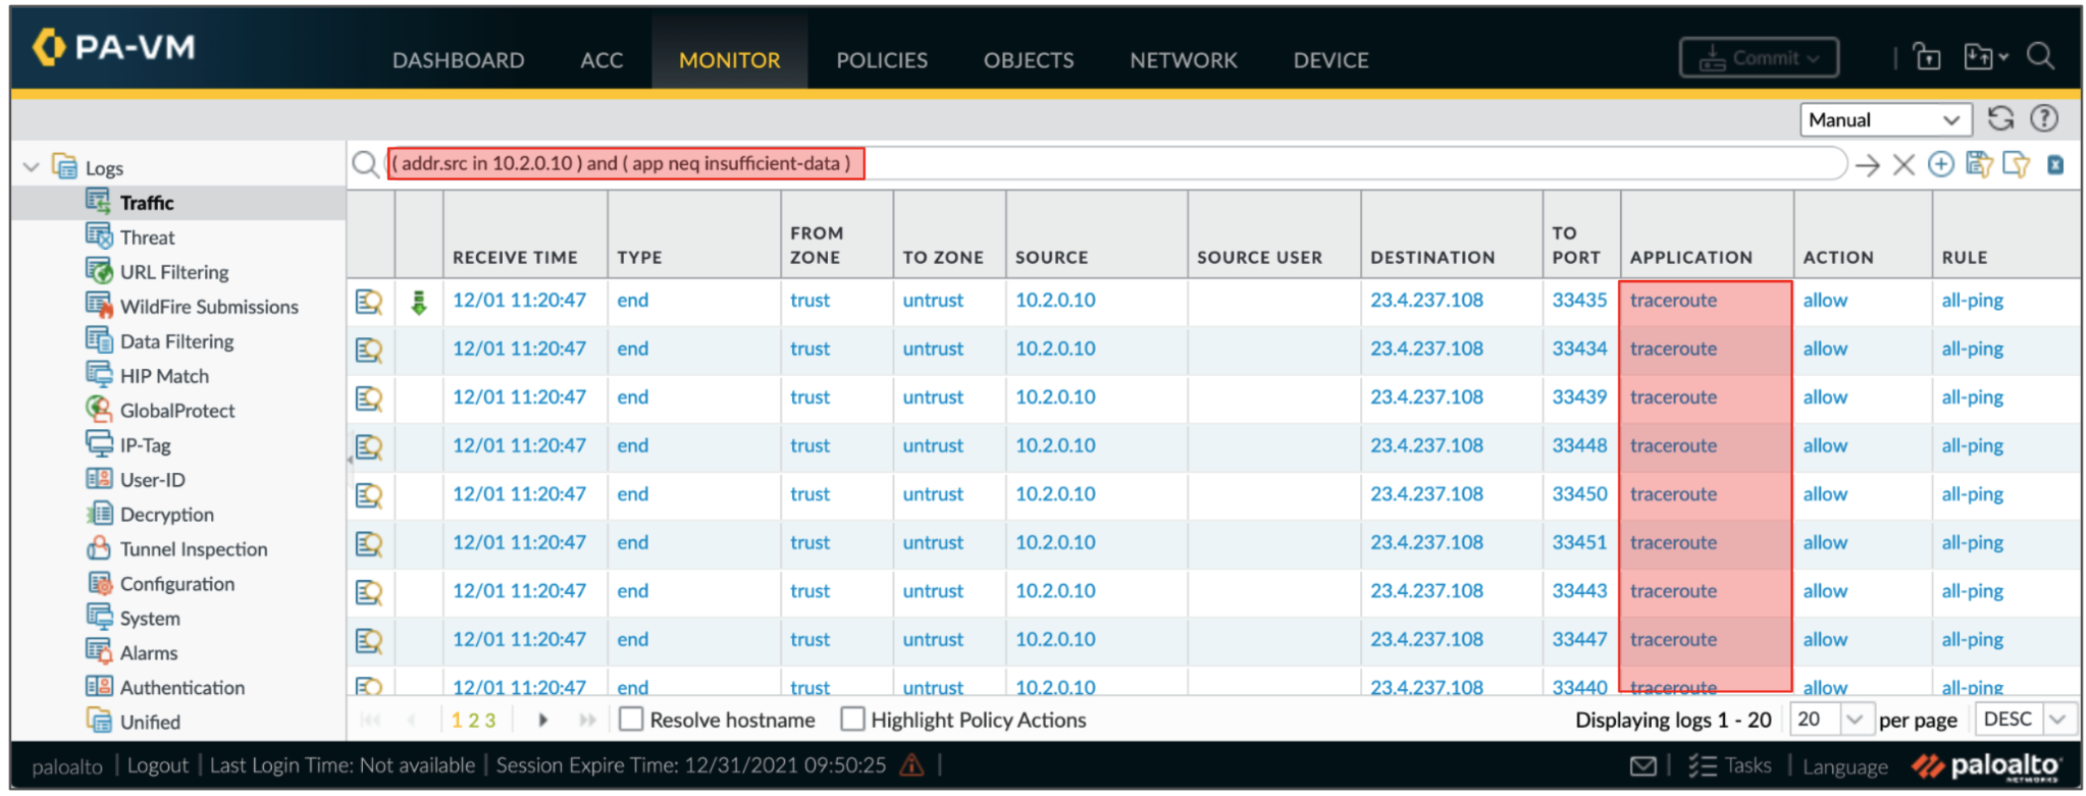 PA-VM
DASHBOARD ACC MONITOR POLICIES OBJECTS NETWORK DEVICE Commit
Manual
Logs
Traffic
Threat
URL Filtering
WildFire Submissions
Data Filtering
HIP Match
GlobalProtect
IP-Tag
User-ID
Decryption
Tunnel Inspection
Configuration
System
Alarms
Authentication
Unified
( addr.src in 10.2.0.10 ) and ( app neq insufficient-data )
RECEIVE TIME TYPE FROM ZONE TO ZONE SOURCE SOURCE USER DESTINATION TO PORT APPLICATION ACTION RULE
12/01 11:20:47 end trust untrust 10.2.0.10 23.4.237.108 33435 traceroute allow all-ping
12/01 11:20:47 end trust untrust 10.2.0.10 23.4.237.108 33434 traceroute allow all-ping
12/01 11:20:47 end trust untrust 10.2.0.10 23.4.237.108 33439 traceroute allow all-ping
12/01 11:20:47 end trust untrust 10.2.0.10 23.4.237.108 33448 traceroute allow all-ping
12/01 11:20:47 end trust untrust 10.2.0.10 23.4.237.108 33450 traceroute allow all-ping
12/01 11:20:47 end trust untrust 10.2.0.10 23.4.237.108 33451 traceroute allow all-ping
12/01 11:20:47 end trust untrust 10.2.0.10 23.4.237.108 33443 traceroute allow all-ping
12/01 11:20:47 end trust untrust 10.2.0.10 23.4.237.108 33447 traceroute allow all-ping
12/01 11:20:47 end trust untrust 10.2.0.10 23.4.237.108 33440 traceroute allow all-ping
1 2 3 Resolve hostname Highlight Policy Actions Displaying logs 1 - 20 20 per page DESC
paloalto | Logout | Last Login Time: Not available | Session Expire Time: 12/31/2021 09:50:25 | Tasks | Language paloalto NETWORKS